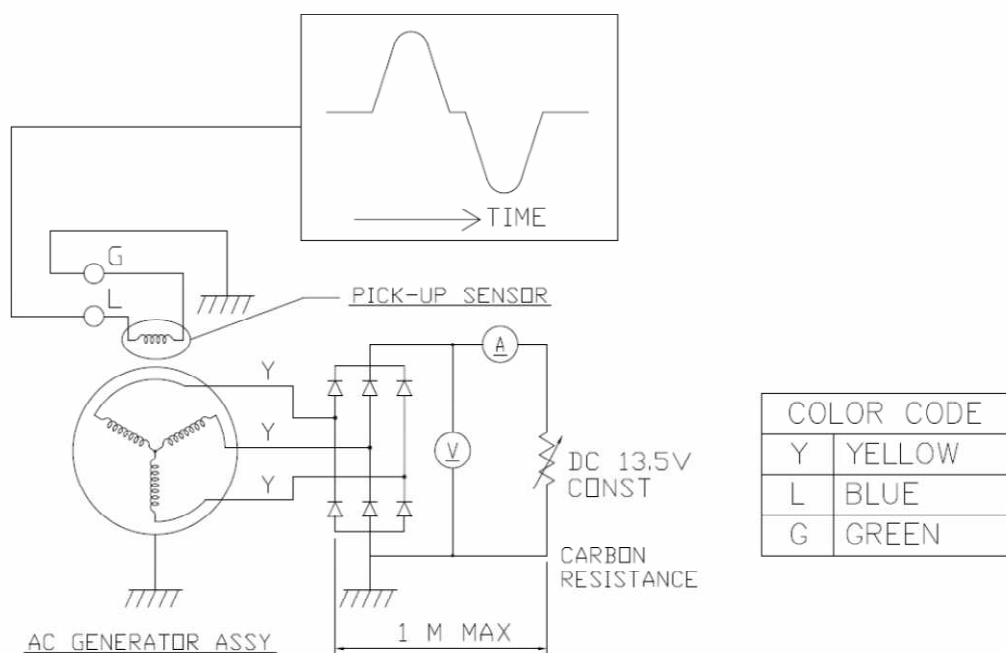 TIME
G
L
PICK-UP SENSOR
A
Y
Y
V
Y
DC 13.5V
CONST
CARBON
RESISTANCE
1 M MAX
AC GENERATOR ASSY
COLOR CODE
Y YELLOW
L BLUE
G GREEN